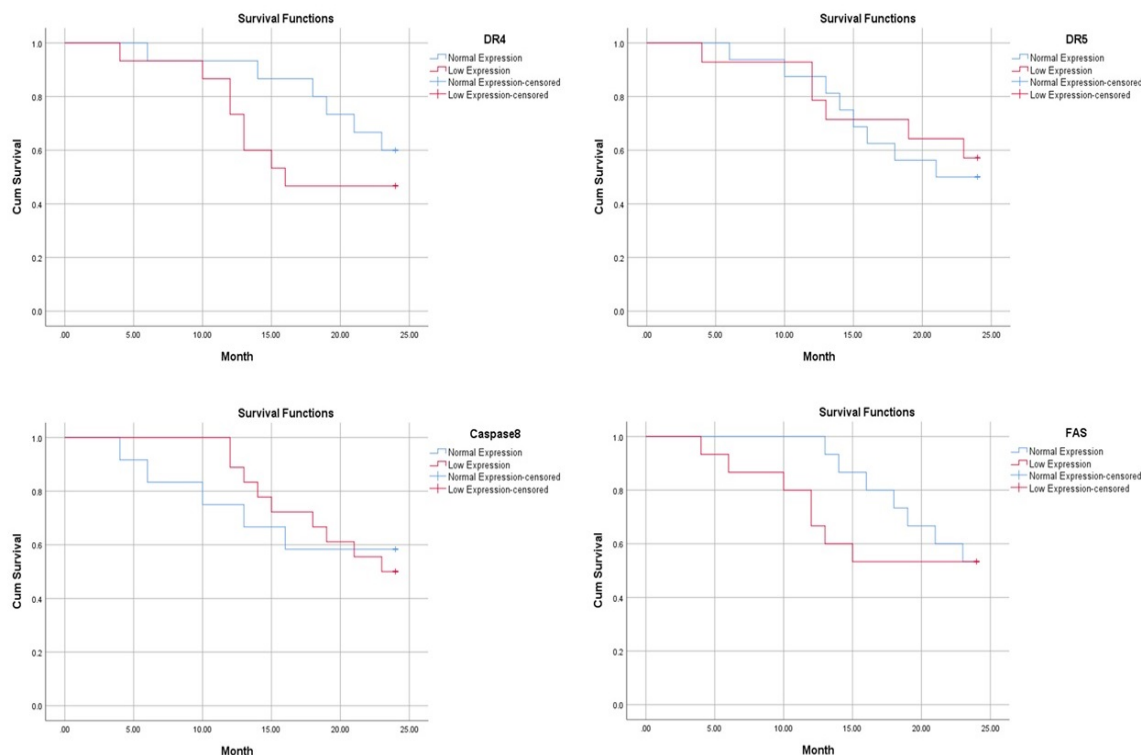 Survival Functions
DR4
Normal Expression
Low Expression
Normal Expression-censored
Low Expression-censored
1.0
0.8
0.6
0.4
0.2
0.0
Cum Survival
.00 5.00 10.00 15.00 20.00 25.00
Month
Survival Functions
DR5
Normal Expression
Low Expression
Normal Expression-censored
Low Expression-censored
1.0
0.8
0.6
0.4
0.2
0.0
Cum Survival
.00 5.00 10.00 15.00 20.00 25.00
Month
Survival Functions
Caspase8
Normal Expression
Low Expression
Normal Expression-censored
Low Expression-censored
1.0
0.8
0.6
0.4
0.2
0.0
Cum Survival
.00 5.00 10.00 15.00 20.00 25.00
Month
Survival Functions
FAS
Normal Expression
Low Expression
Normal Expression-censored
Low Expression-censored
1.0
0.8
0.6
0.4
0.2
0.0
Cum Survival
.00 5.00 10.00 15.00 20.00 25.00
Month